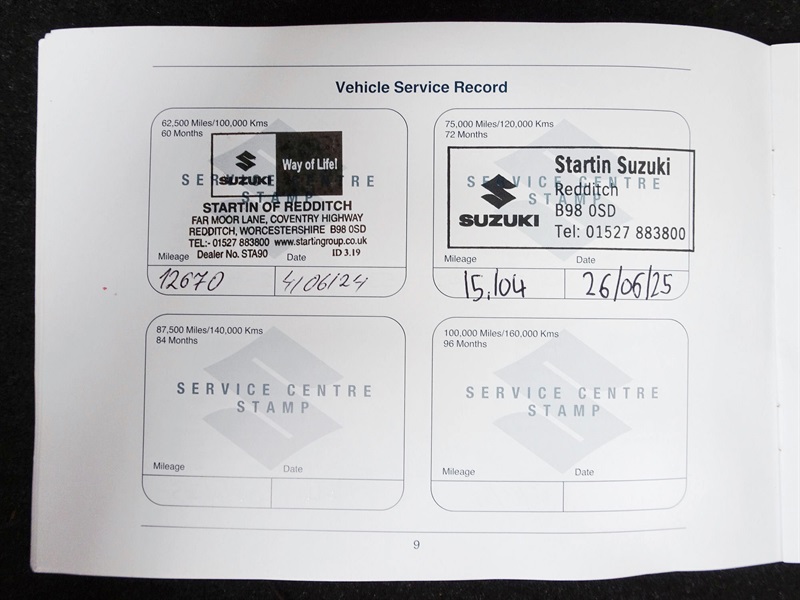 Vehicle Service Record
62,500 Miles/100,000 Kms
60 Months
SERVICE CENTRE
STAMP
SUZUKI
Way of Life!
STARTIN OF REDDITCH
FAR MOOR LANE, COVENTRY HIGHWAY
REDDITCH, WORCESTERSHIRE B98 0SD
TEL:- 01527 883800 www.startingroup.co.uk
Dealer No. STA90 ID 3.19
Mileage Date
12670 4/06/24
75,000 Miles/120,000 Kms
72 Months
SERVICE CENTRE
STAMP
SUZUKI
Startin Suzuki
Redditch
B98 0SD
Tel: 01527 883800
Mileage Date
15,104 26/06/25
87,500 Miles/140,000 Kms
84 Months
SERVICE CENTRE
STAMP
Mileage Date
100,000 Miles/160,000 Kms
96 Months
SERVICE CENTRE
STAMP
Mileage Date
9